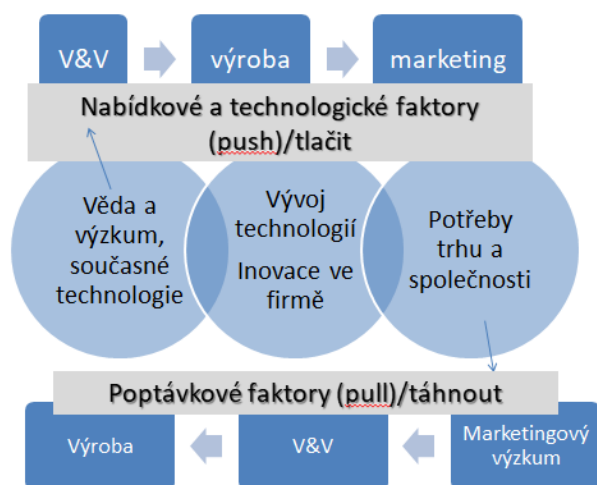 V&V
výroba
marketing
Nabídkové a technologické faktory
(push)/tlačit
Věda a
výzkum,
současné
technologie
Vývoj
technologií
Inovace ve
firmě
Potřeby
trhu a
společnosti
Poptávkové faktory (pull)/táhnout
Výroba
V&V
Marketingový
výzkum